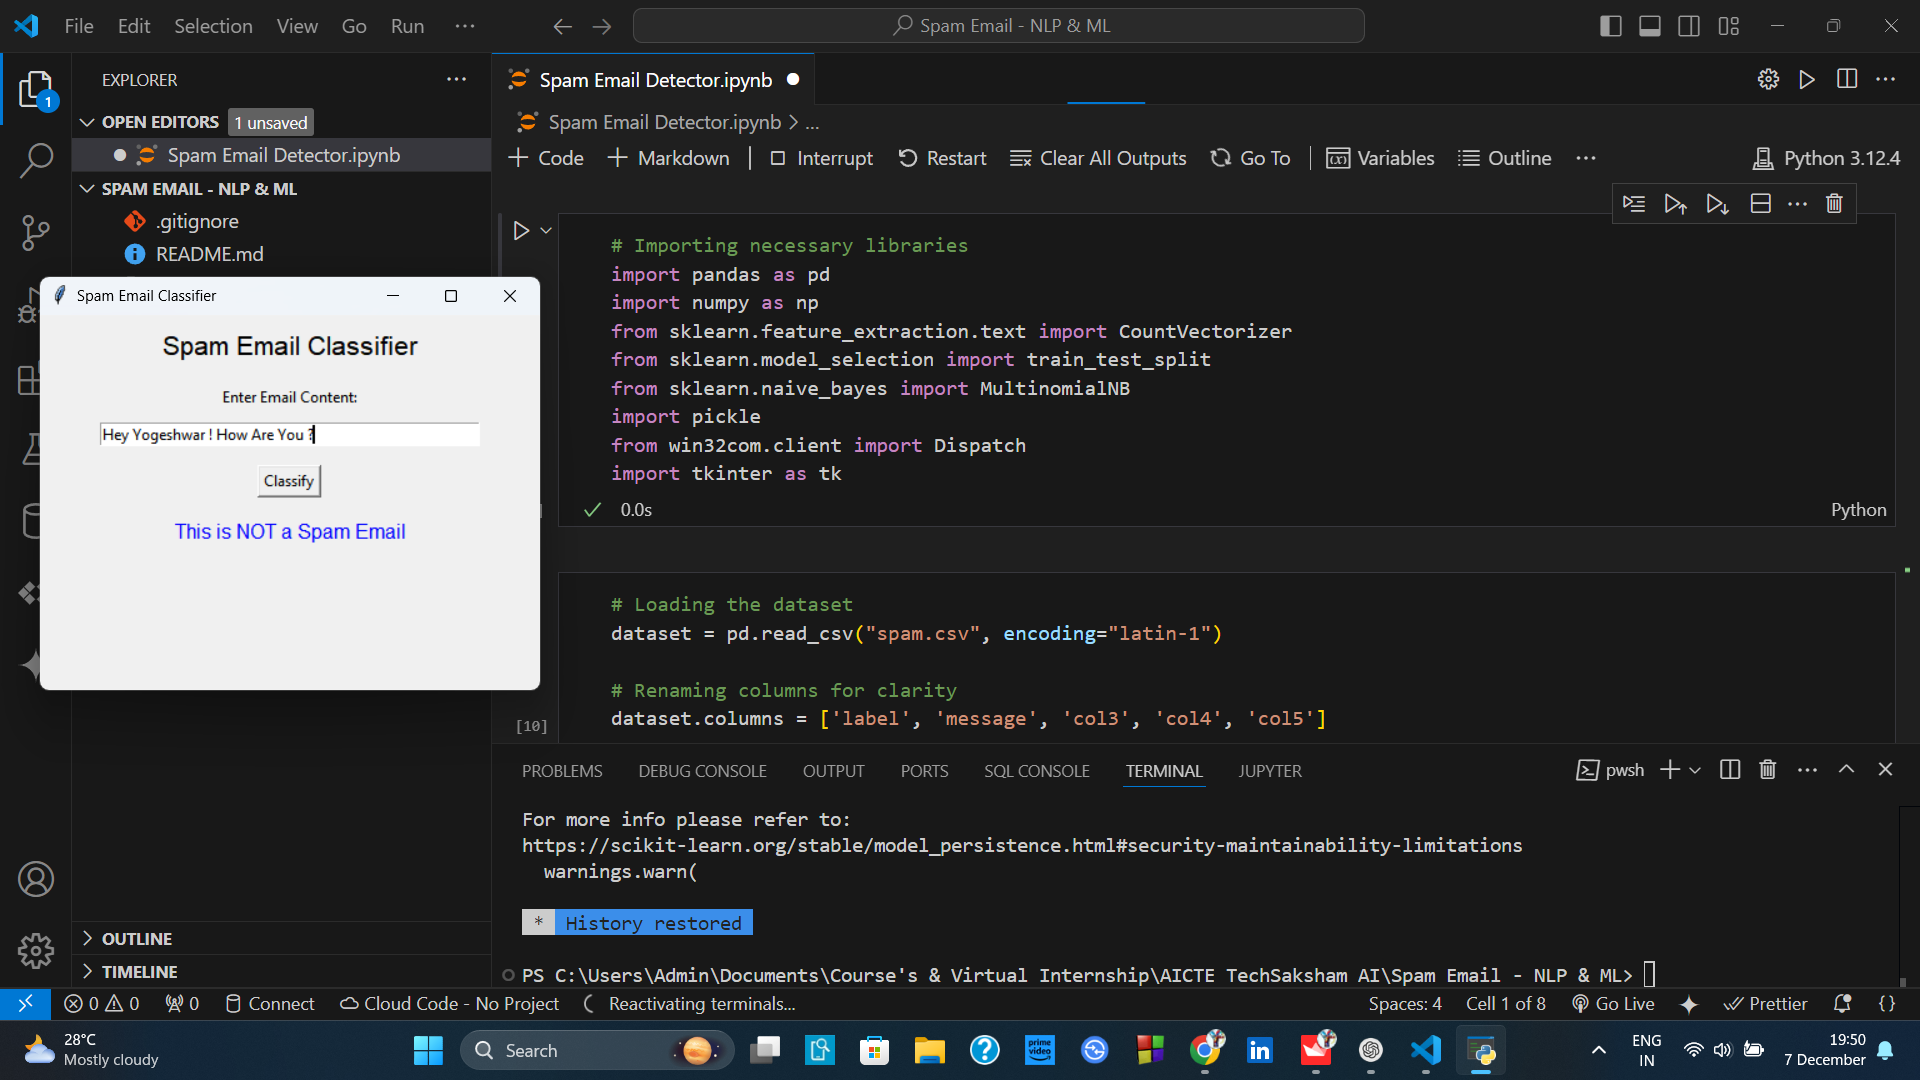 File Edit Selection View Go Run ...
Spam Email - NLP & ML
EXPLORER
1
OPEN EDITORS 1 unsaved
Spam Email Detector.ipynb
SPAM EMAIL - NLP & ML
.gitignore
README.md
Spam Email Classifier
Spam Email Classifier
Enter Email Content:
Hey Yogeshwar ! How Are You ?
Classify
This is NOT a Spam Email
OUTLINE
TIMELINE
Spam Email Detector.ipynb
Spam Email Detector.ipynb > ...
+ Code + Markdown Interrupt Restart Clear All Outputs Go To Variables Outline ... Python 3.12.4
# Importing necessary libraries
import pandas as pd
import numpy as np
from sklearn.feature_extraction.text import CountVectorizer
from sklearn.model_selection import train_test_split
from sklearn.naive_bayes import MultinomialNB
import pickle
from win32com.client import Dispatch
import tkinter as tk
0.0s Python
# Loading the dataset
dataset = pd.read_csv("spam.csv", encoding="latin-1")
# Renaming columns for clarity
dataset.columns = ['label', 'message', 'col3', 'col4', 'col5']
[10]
PROBLEMS DEBUG CONSOLE OUTPUT PORTS SQL CONSOLE TERMINAL JUPYTER pwsh
For more info please refer to:
https://scikit-learn.org/stable/model_persistence.html#security-maintainability-limitations
warnings.warn(
* History restored
PS C:\Users\Admin\Documents\Course's & Virtual Internship\AICTE TechSaksham AI\Spam Email - NLP & ML>
0 0 0 Connect Cloud Code - No Project Reactivating terminals... Spaces: 4 Cell 1 of 8 Go Live Prettier {}
28°C
Mostly cloudy
Search
prime video
ENG
IN
19:50
7 December